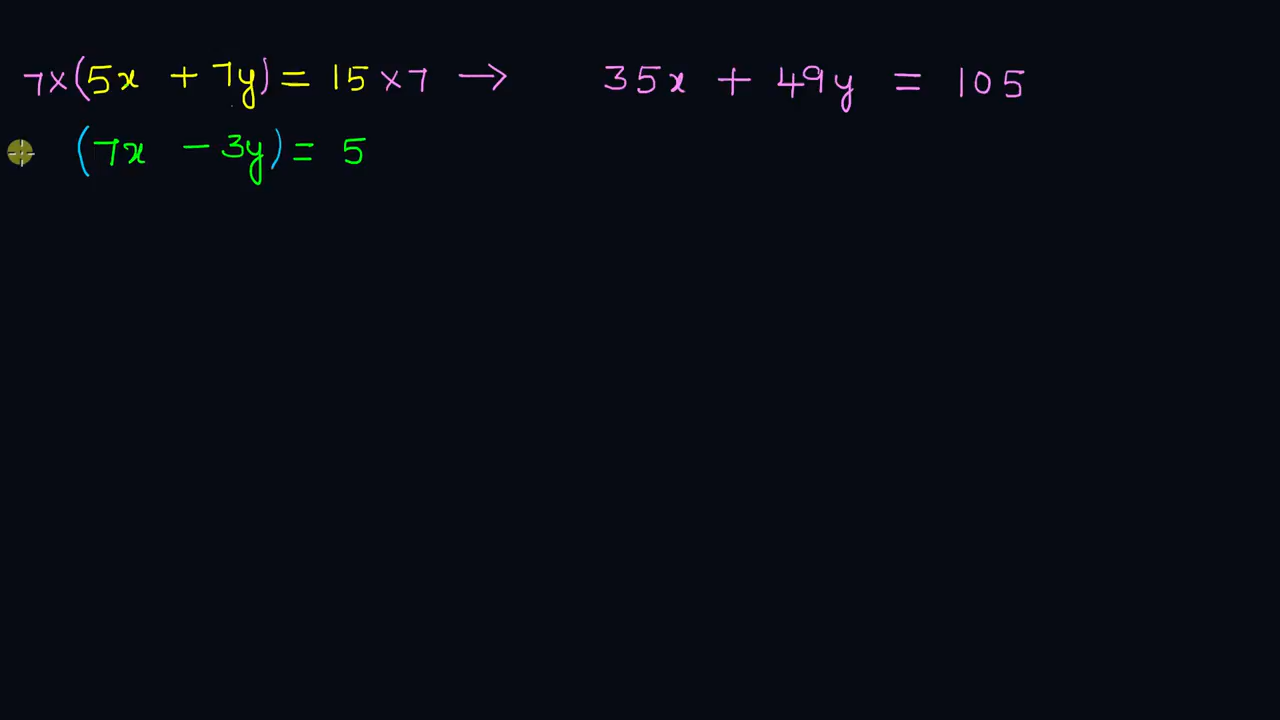 7×(5x + 7y) = 15 × 7 → 35x + 49y = 105
(7x - 3y) = 5